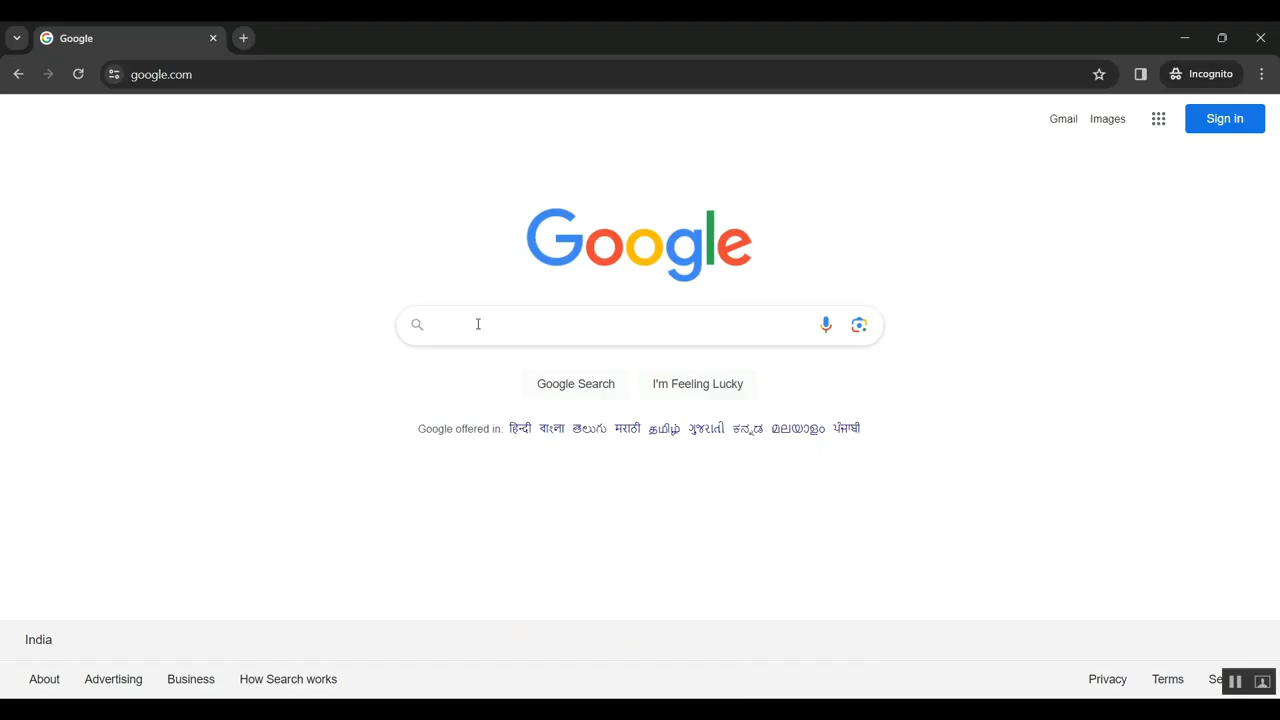 Google
google.com
Incognito
Gmail Images
Sign in
Google
Google Search I'm Feeling Lucky
Google offered in: हिन्दी বাংলা తెలుగు मराठी தமிழ் ગુજરાતી ಕನ್ನಡ മലയാളം ਪੰਜਾਬੀ
India
About Advertising Business How Search works Privacy Terms Se